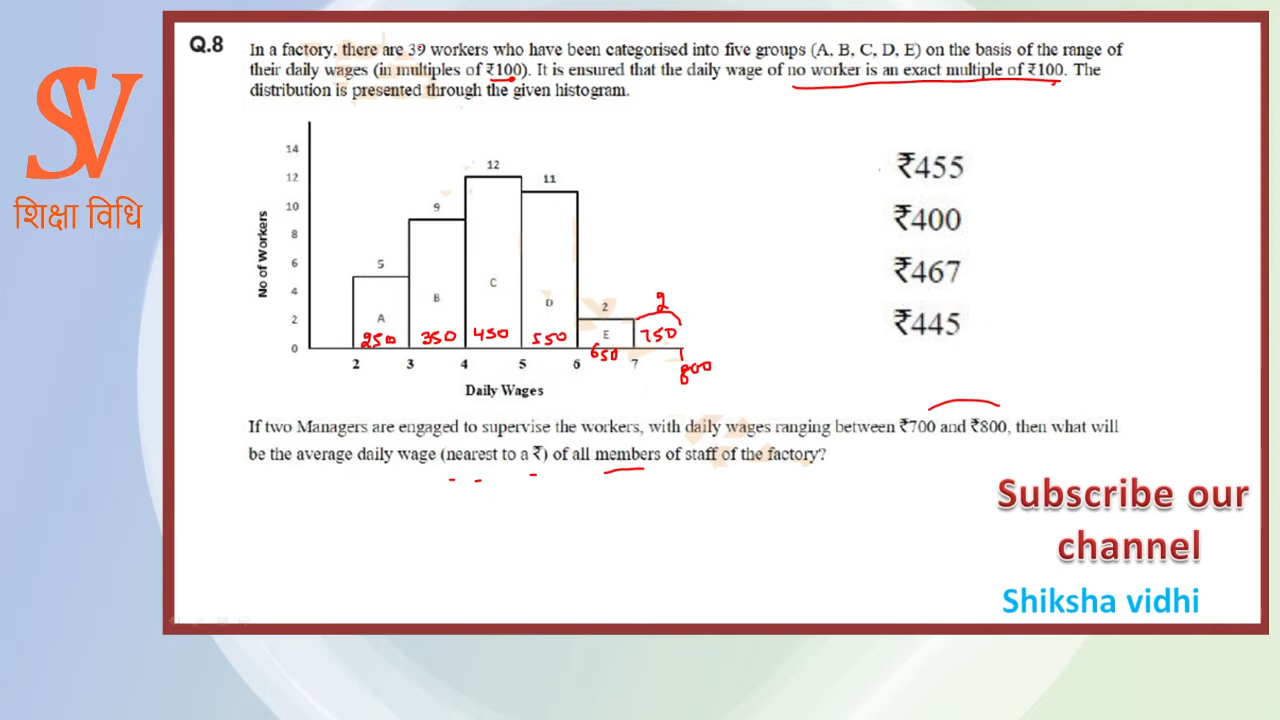 Q.8
In a factory, there are 39 workers who have been categorised into five groups (A, B, C, D, E) on the basis of the range of
their daily wages (in multiples of ₹100). It is ensured that the daily wage of no worker is an exact multiple of ₹100. The
distribution is presented through the given histogram.
SV
शिक्षा विधि
No of Workers
14
12
10
8
6
4
2
0
5
9
12
11
2
A
B
C
D
E
250
350
450
550
650
750
2
800
2 3 4 5 6 7
Daily Wages
₹455
₹400
₹467
₹445
If two Managers are engaged to supervise the workers, with daily wages ranging between ₹700 and ₹800, then what will
be the average daily wage (nearest to a ₹) of all members of staff of the factory?
Subscribe our
channel
Shiksha vidhi